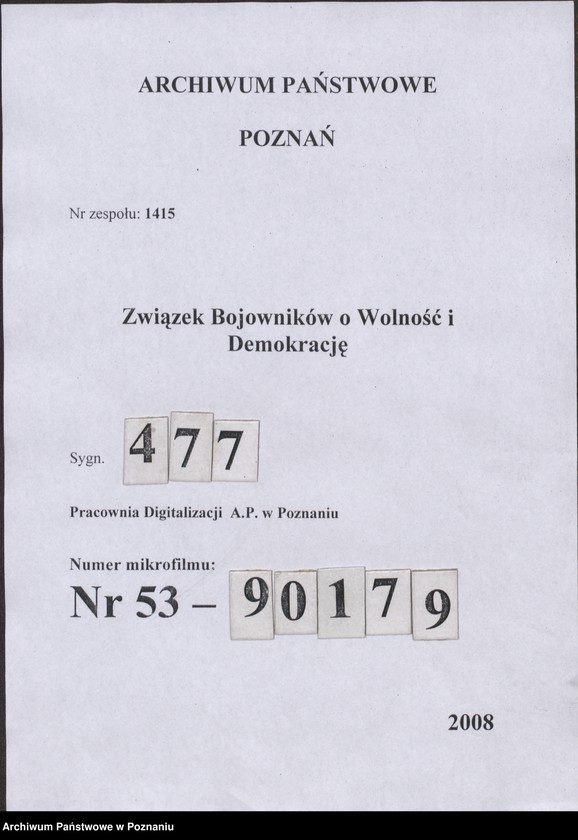 ARCHIWUM PAŃSTWOWE
POZNAŃ
Nr zespołu: 1415
Związek Bojowników o Wolność i
Demokrację
Sygn. 477
Pracownia Digitalizacji A.P. w Poznaniu
Numer mikrofilmu:
Nr 53 – 90179
2008
Archiwum Państwowe w Poznaniu